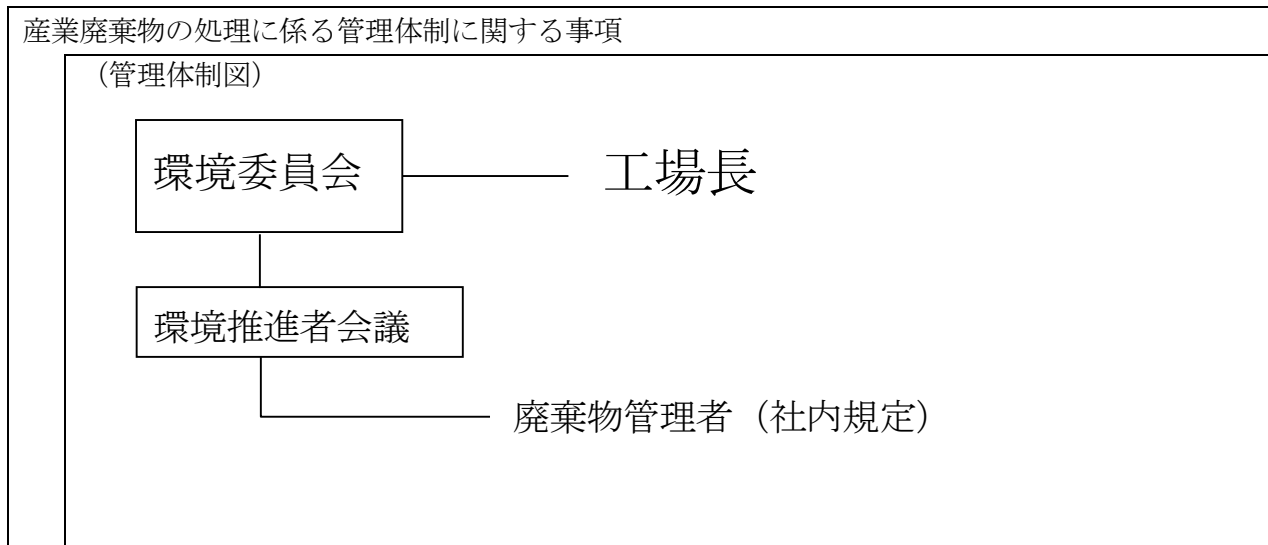 産業廃棄物の処理に係る管理体制に関する事項
（管理体制図）
環境委員会
工場長
環境推進者会議
廃棄物管理者（社内規定）